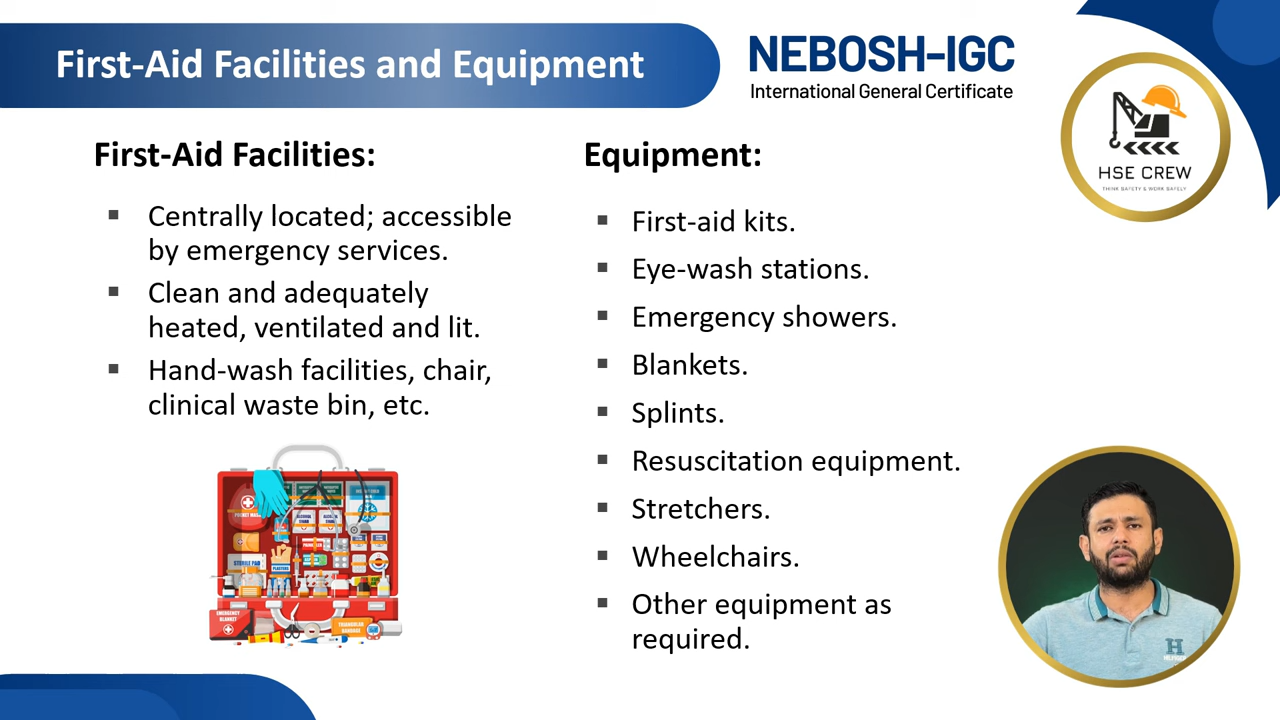 First-Aid Facilities and Equipment
NEBOSH-IGC
International General Certificate
HSE CREW
THINK SAFETY & WORK SAFELY
First-Aid Facilities:
Centrally located; accessible
by emergency services.
Clean and adequately
heated, ventilated and lit.
Hand-wash facilities, chair,
clinical waste bin, etc.
Equipment:
First-aid kits.
Eye-wash stations.
Emergency showers.
Blankets.
Splints.
Resuscitation equipment.
Stretchers.
Wheelchairs.
Other equipment as
required.
STERILE PAD
PLASTERS
EMERGENCY
BLANKET
TRIANGULAR
BANDAGE
H